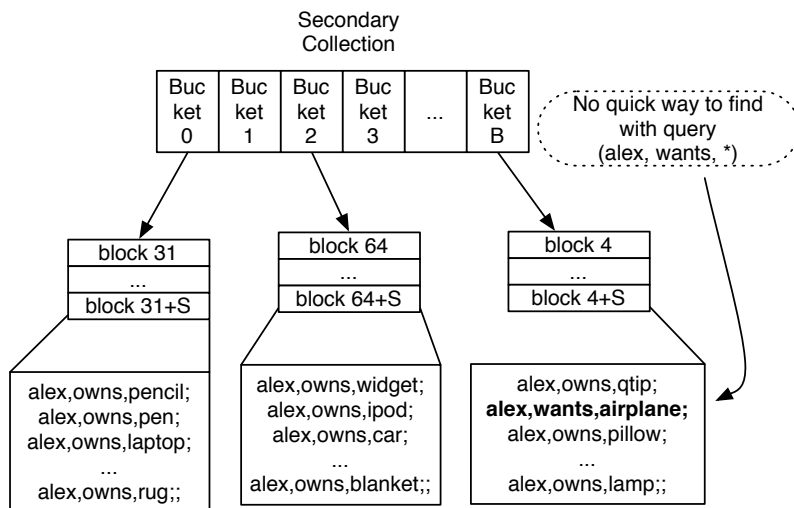 Secondary
Collection
Buc
ket
0
Buc
ket
1
Buc
ket
2
Buc
ket
3
...
Buc
ket
B
No quick way to find
with query
(alex, wants, *)
block 31
...
block 31+S
block 64
...
block 64+S
block 4
...
block 4+S
alex,owns,pencil;
alex,owns,pen;
alex,owns,laptop;
...
alex,owns,rug;;
alex,owns,widget;
alex,owns,ipod;
alex,owns,car;
...
alex,owns,blanket;;
alex,owns,qtip;
alex,wants,airplane;
alex,owns,pillow;
...
alex,owns,lamp;;